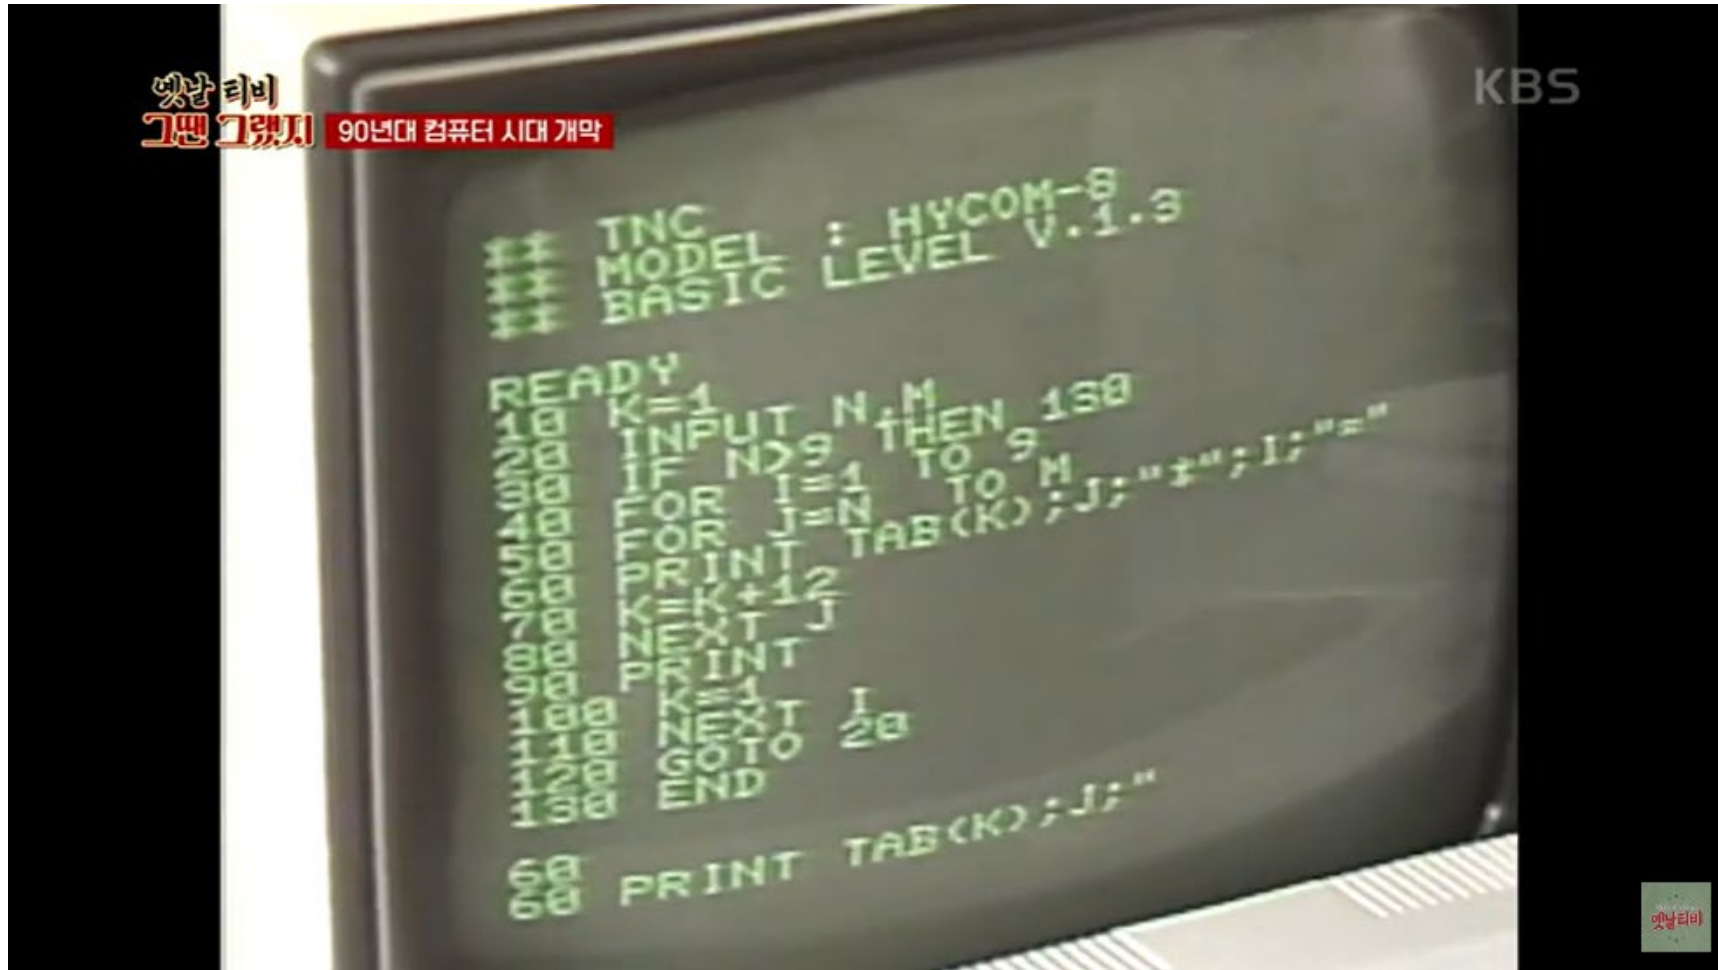 옛날 티비
그땐 그랬지
90년대 컴퓨터 시대 개막
KBS
** TNC
** MODEL : HYCOM-8
** BASIC LEVEL V.1.3
READY
10 K=1
20 INPUT N,M
30 IF N>9 THEN 130
40 FOR I=1 TO 9
50 FOR J=N TO M
60 PRINT TAB(K);J;"*";I;"="
70 K=K+12
80 NEXT J
90 PRINT
100 K=1
110 NEXT I
120 GOTO 20
130 END
60
60 PRINT TAB(K);J;"
옛날티비